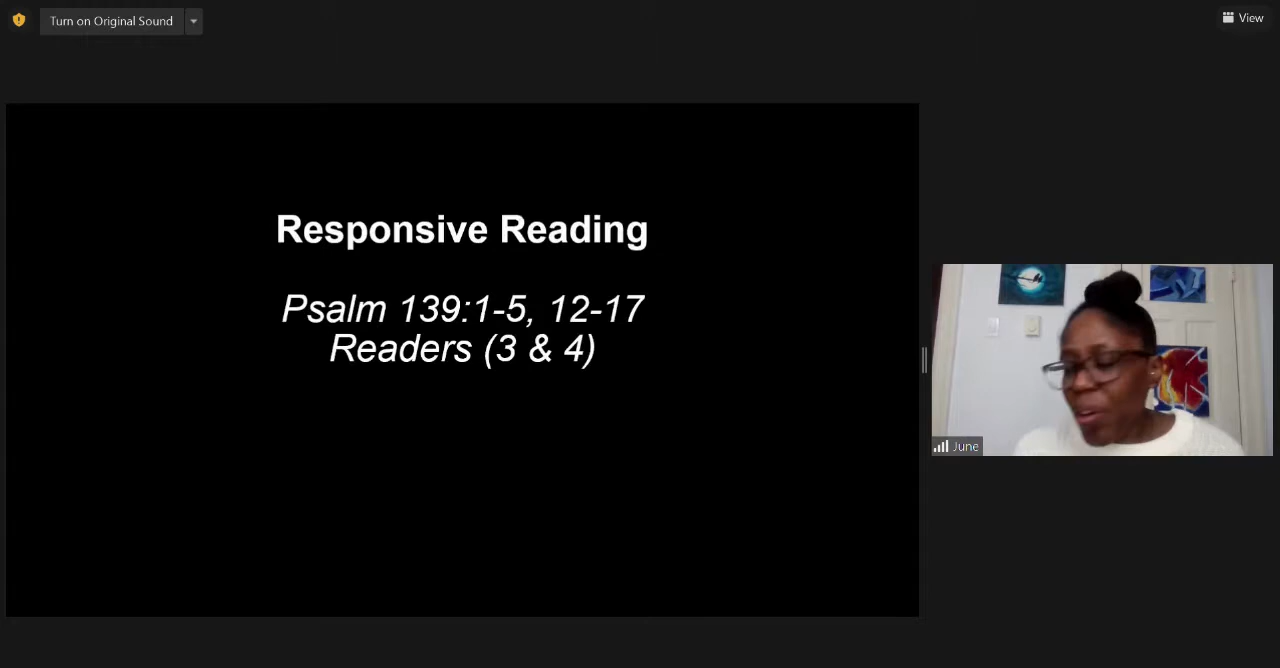 Turn on Original Sound
View
Responsive Reading
Psalm 139:1-5, 12-17
Readers (3 & 4)
June